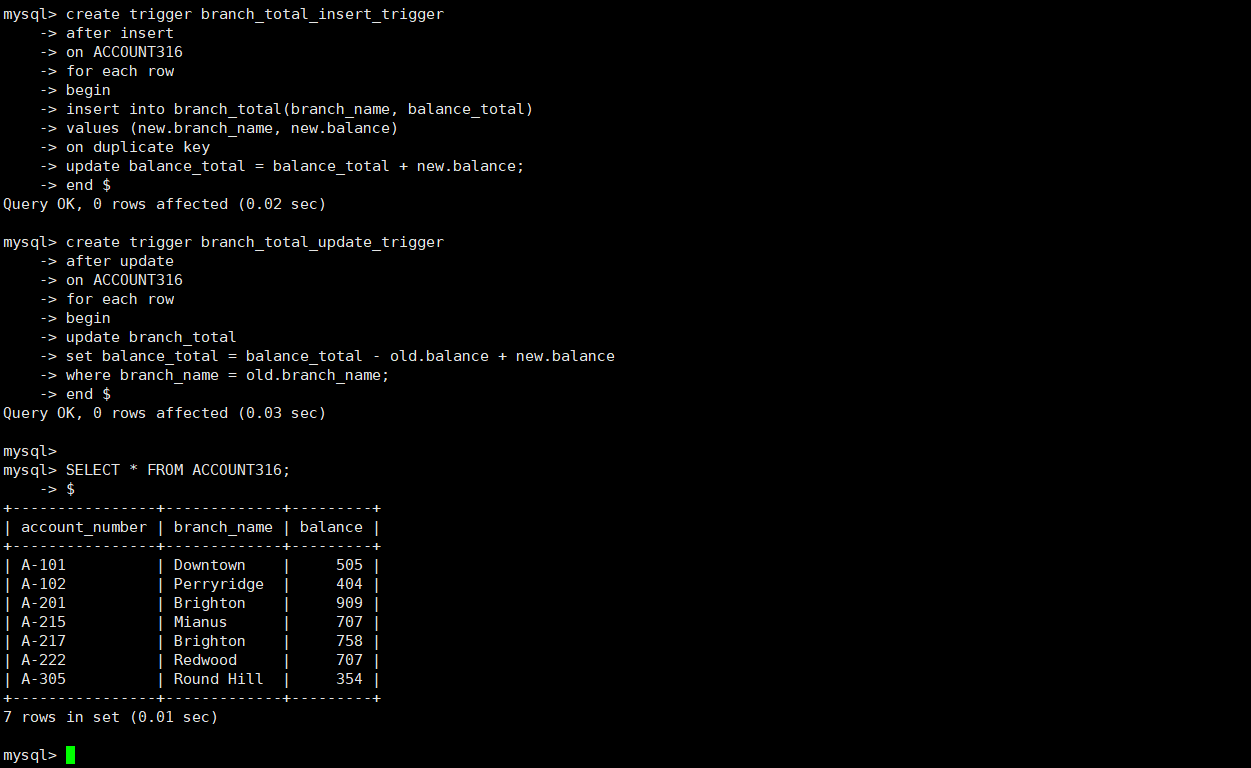 mysql> create trigger branch_total_insert_trigger
    -> after insert
    -> on ACCOUNT316
    -> for each row
    -> begin
    -> insert into branch_total(branch_name, balance_total)
    -> values (new.branch_name, new.balance)
    -> on duplicate key
    -> update balance_total = balance_total + new.balance;
    -> end $
Query OK, 0 rows affected (0.02 sec)

mysql> create trigger branch_total_update_trigger
    -> after update
    -> on ACCOUNT316
    -> for each row
    -> begin
    -> update branch_total
    -> set balance_total = balance_total - old.balance + new.balance
    -> where branch_name = old.branch_name;
    -> end $
Query OK, 0 rows affected (0.03 sec)

mysql>
mysql> SELECT * FROM ACCOUNT316;
    -> $
+----------------+-------------+---------+
| account_number | branch_name | balance |
+----------------+-------------+---------+
| A-101          | Downtown    |     505 |
| A-102          | Perryridge  |     404 |
| A-201          | Brighton    |     909 |
| A-215          | Mianus      |     707 |
| A-217          | Brighton    |     758 |
| A-222          | Redwood     |     707 |
| A-305          | Round Hill  |     354 |
+----------------+-------------+---------+
7 rows in set (0.01 sec)

mysql>